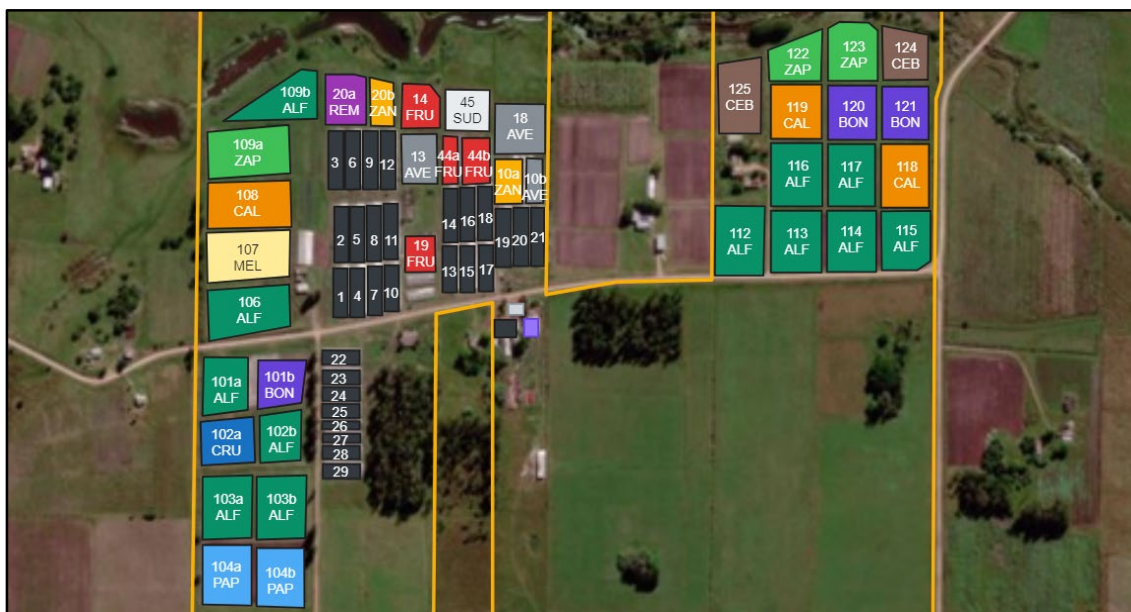 109b
ALF
20a
REM
20b
ZAN
14
FRU
45
SUD
18
AVE
109a
ZAP
3
6
9
12
13
AVE
44a
FRU
44b
FRU
10a
ZAN
10b
AVE
108
CAL
14
16
18
2
5
8
11
19
20
21
107
MEL
19
FRU
13
15
17
106
ALF
1
4
7
10
125
CEB
122
ZAP
123
ZAP
124
CEB
119
CAL
120
BON
121
BON
116
ALF
117
ALF
118
CAL
112
ALF
113
ALF
114
ALF
115
ALF
101a
ALF
101b
BON
22
23
24
25
26
27
28
29
102a
CRU
102b
ALF
103a
ALF
103b
ALF
104a
PAP
104b
PAP